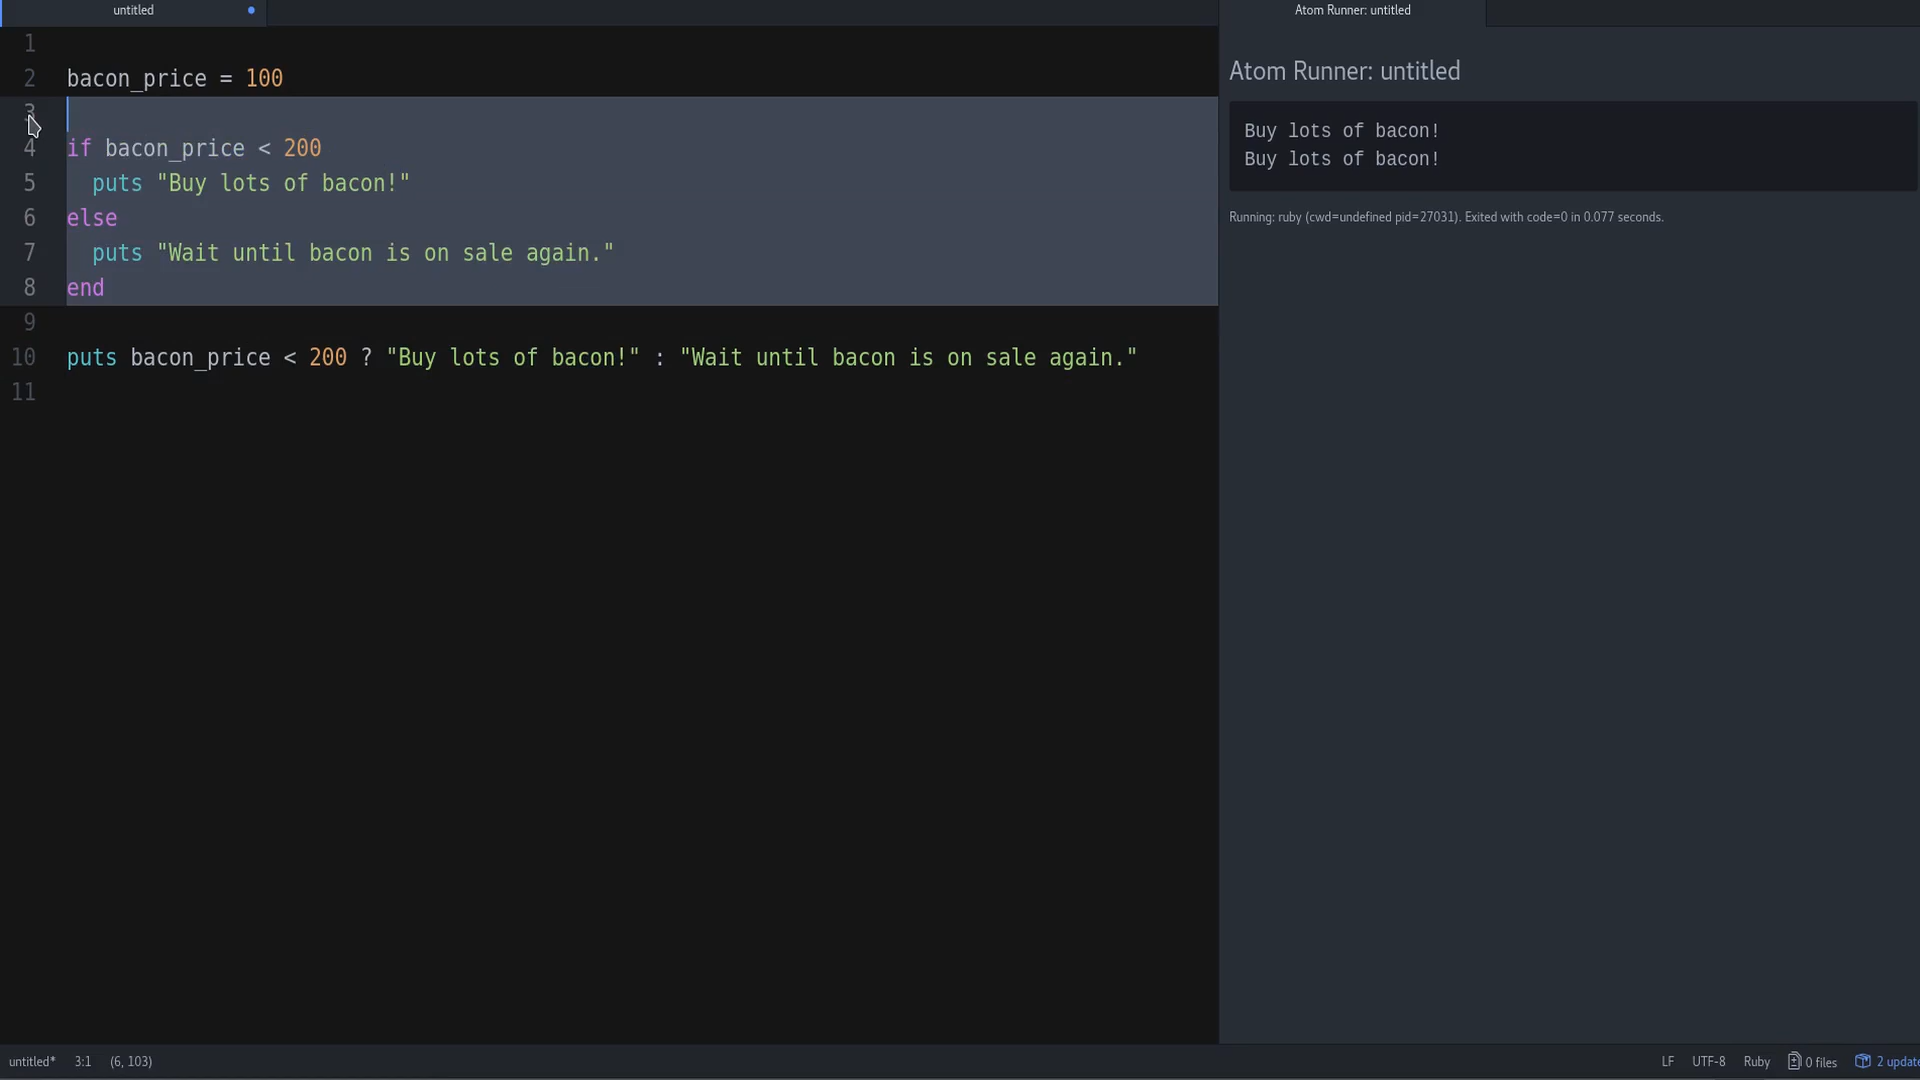 untitled
Atom Runner: untitled
1
2 bacon_price = 100
3
4 if bacon_price < 200
5 puts "Buy lots of bacon!"
6 else
7 puts "Wait until bacon is on sale again."
8 end
9
10 puts bacon_price < 200 ? "Buy lots of bacon!" : "Wait until bacon is on sale again."
11
Atom Runner: untitled
Buy lots of bacon!
Buy lots of bacon!
Running: ruby (cwd=undefined pid=27031). Exited with code=0 in 0.077 seconds.
untitled* 3:1 (6, 103) LF UTF-8 Ruby 0 files 2 update